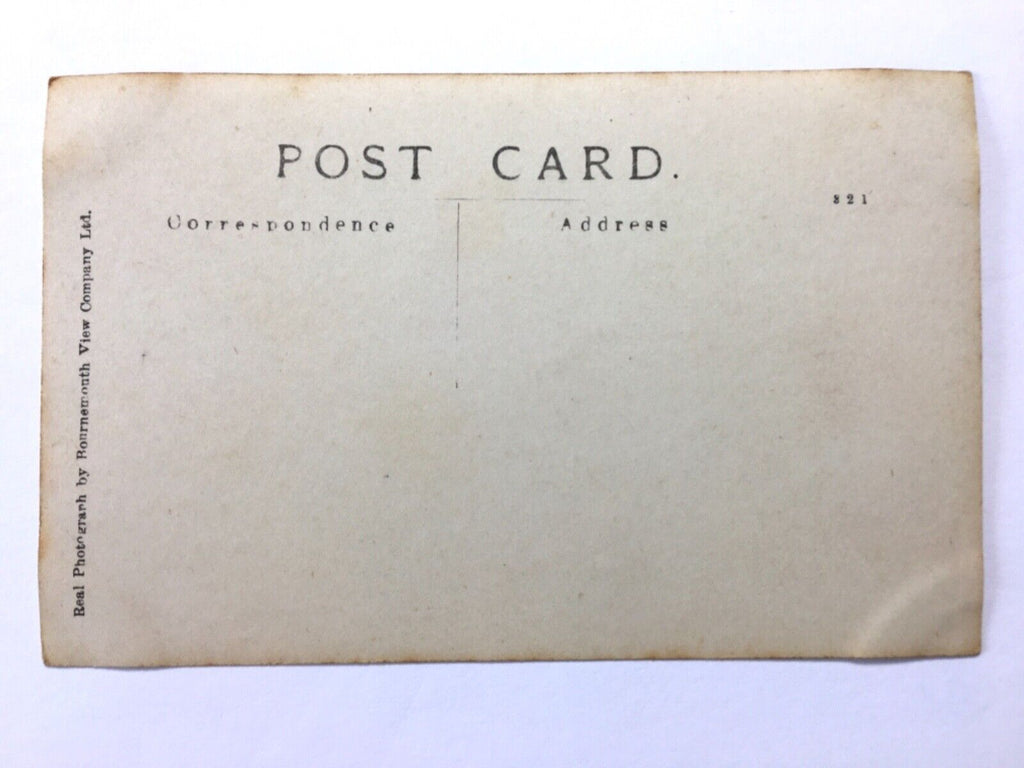 POST CARD.
321
Correspondence
Address
Real Photograph by Bournemouth View Company Ltd.